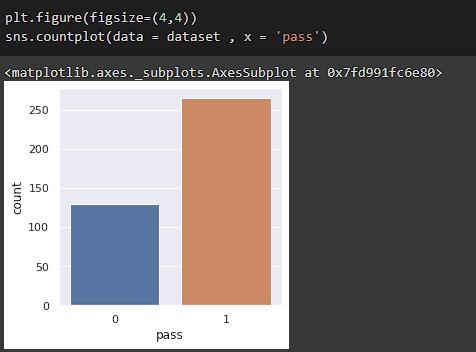 plt.figure(figsize=(4,4))
sns.countplot(data = dataset , x = 'pass')
<matplotlib.axes._subplots.AxesSubplot at 0x7fd991fc6e80>
250
200
150
100
50
0
count
0 1
pass